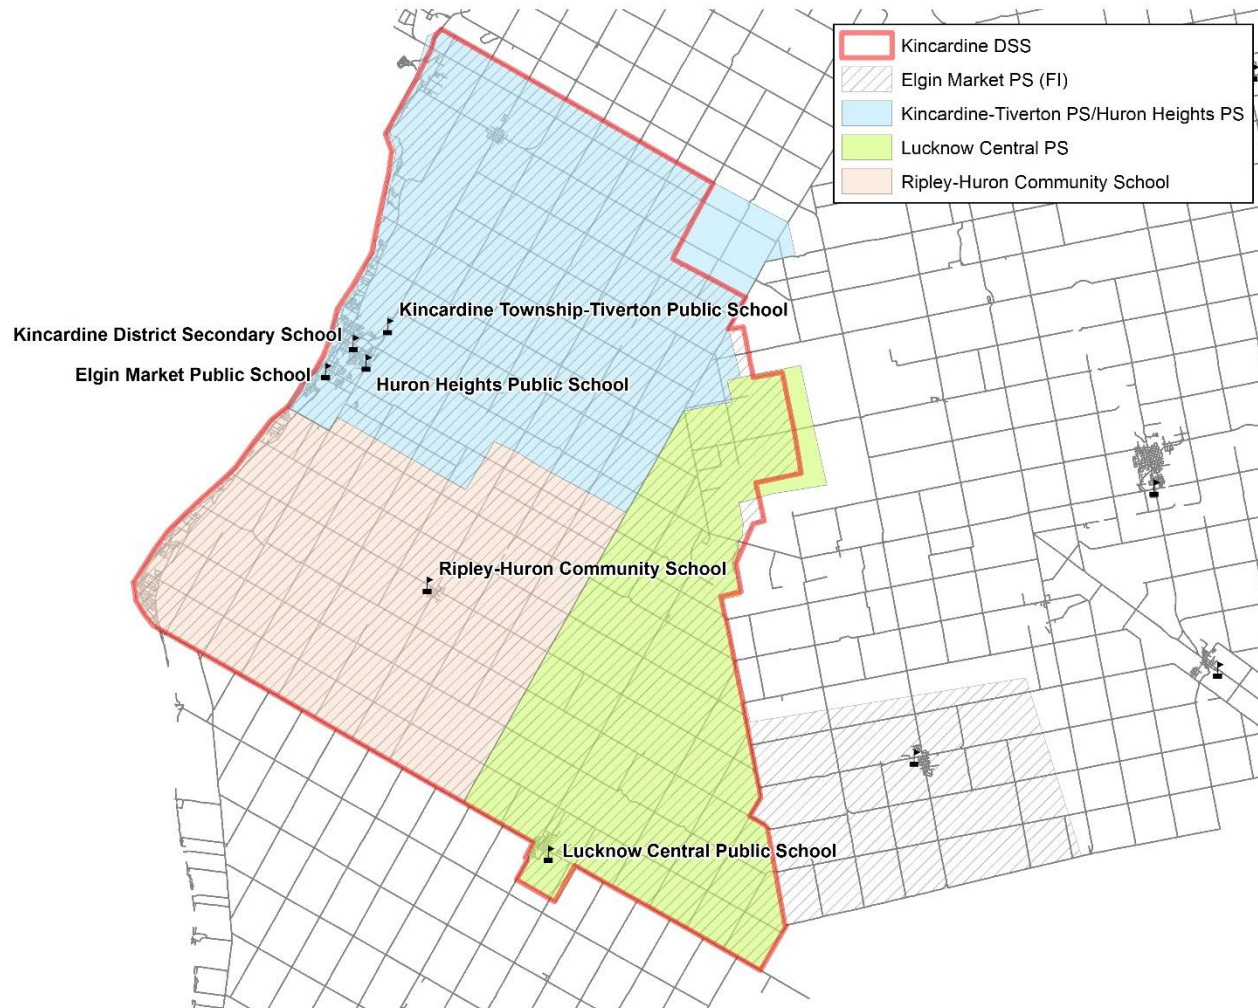 Kincardine DSS
Elgin Market PS (FI)
Kincardine-Tiverton PS/Huron Heights PS
Lucknow Central PS
Ripley-Huron Community School
Kincardine Township-Tiverton Public School
Kincardine District Secondary School
Elgin Market Public School
Huron Heights Public School
Ripley-Huron Community School
Lucknow Central Public School